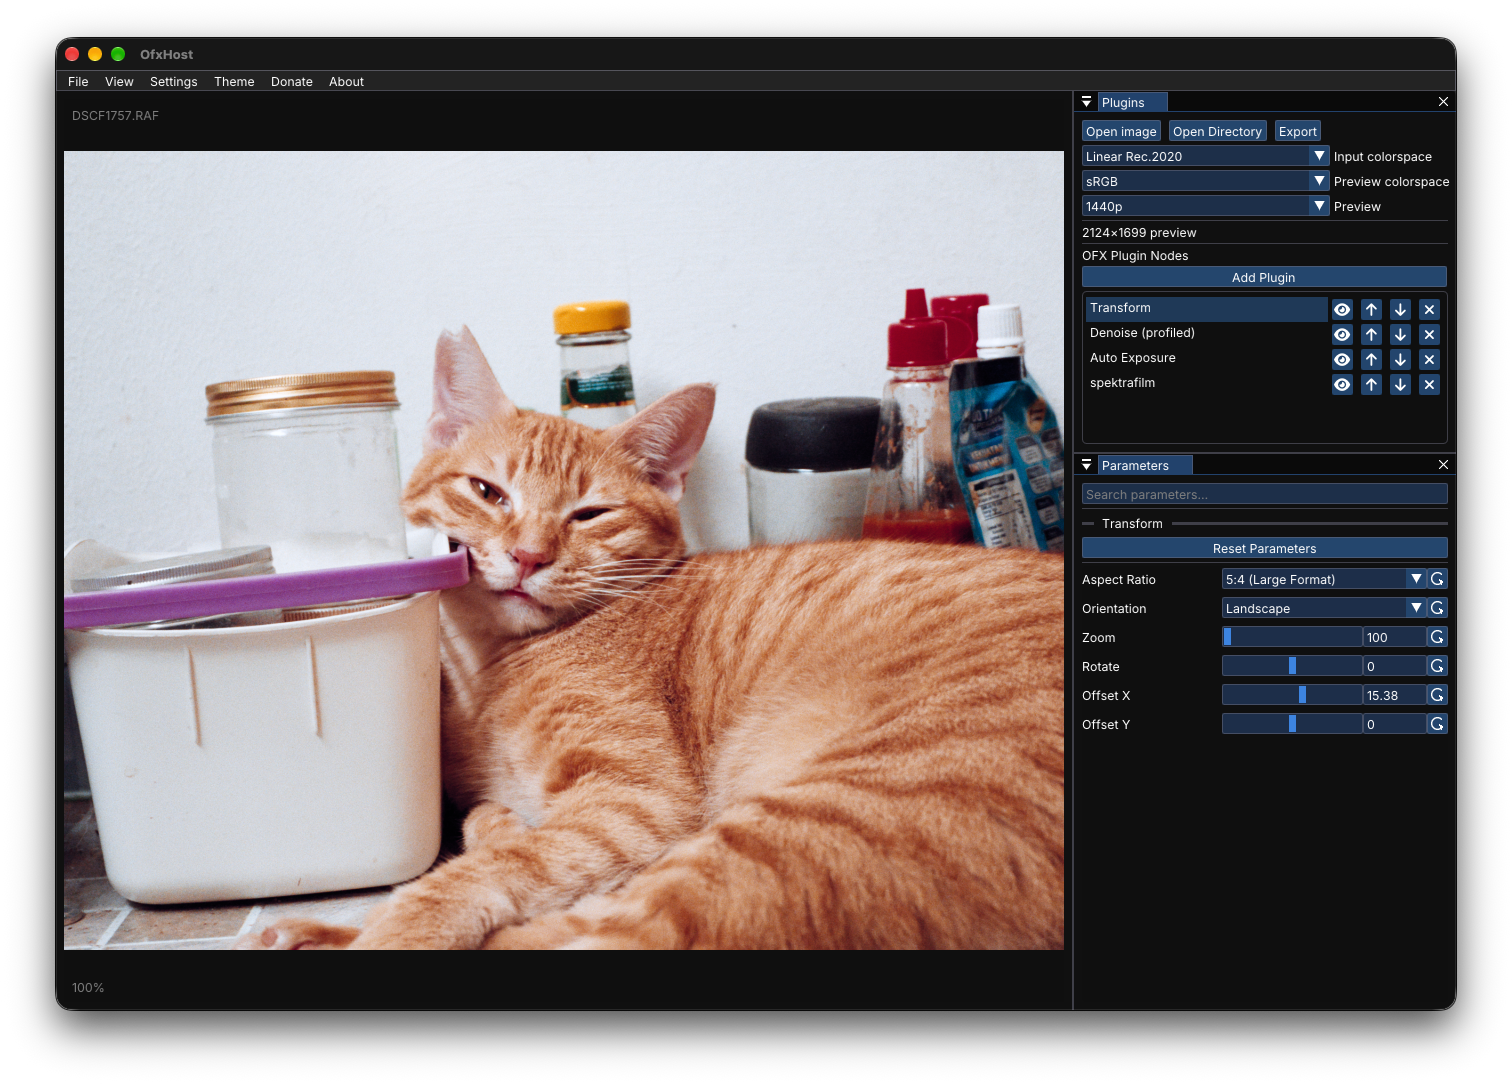 OfxHost
File View Settings Theme Donate About
DSCF1757.RAF
Plugins
Open image Open Directory Export
Linear Rec.2020 Input colorspace
sRGB Preview colorspace
1440p Preview
2124×1699 preview
OFX Plugin Nodes
Add Plugin
Transform
Denoise (profiled)
Auto Exposure
spektrafilm
Parameters
Search parameters...
Transform
Reset Parameters
Aspect Ratio 5:4 (Large Format)
Orientation Landscape
Zoom 100
Rotate 0
Offset X 15.38
Offset Y 0
100%